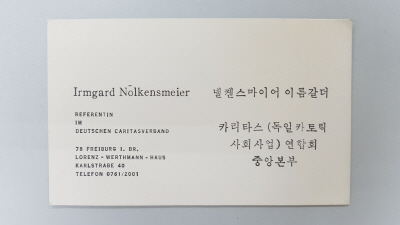 Irmgard Nölkensmeier
REFERENTIN
IM
DEUTSCHEN CARITASVERBAND
78 FREIBURG I. BR.
LORENZ-WERTHMANN-HAUS
KARLSTRAẞE 40
TELEFON 0761/2001
넬켄스마이어 이름갈더
카리타스 (독일카토릭
사회사업) 연합회
중앙본부